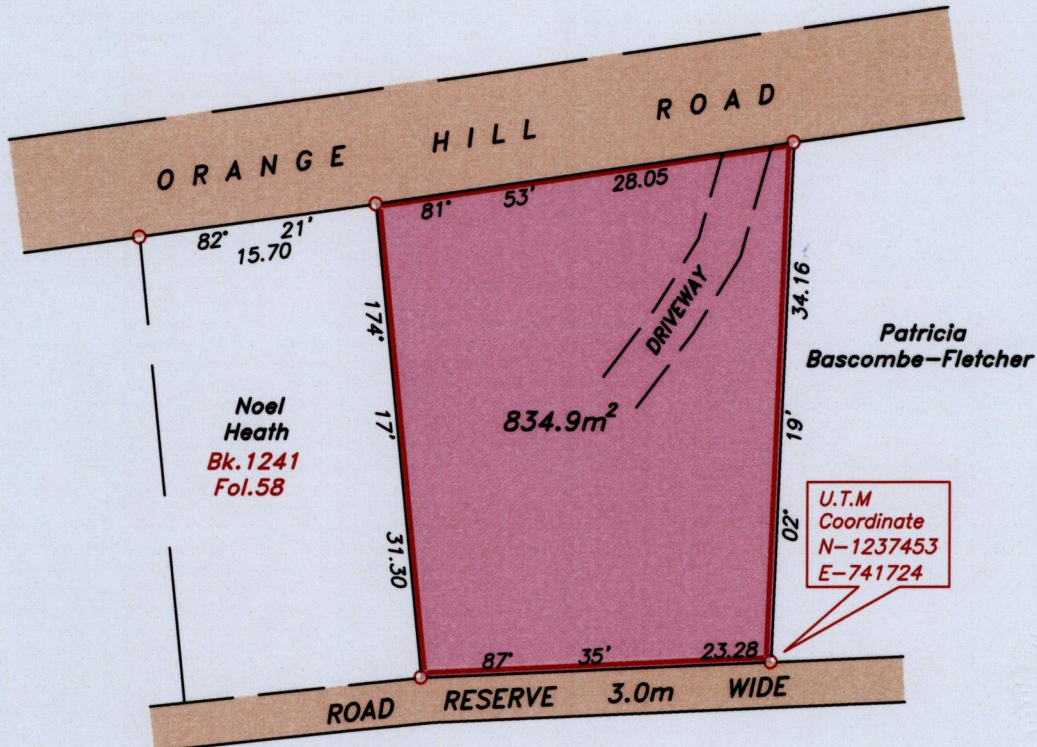 ORANGE HILL ROAD
82° 21'
15.70
81° 53' 28.05
174° 17' 31.30
DRIVEWAY
34.16 19' 02°
Patricia
Bascombe–Fletcher
Noel
Heath
Bk.1241
Fol.58
834.9m²
U.T.M
Coordinate
N–1237453
E–741724
87° 35' 23.28
ROAD RESERVE 3.0m WIDE